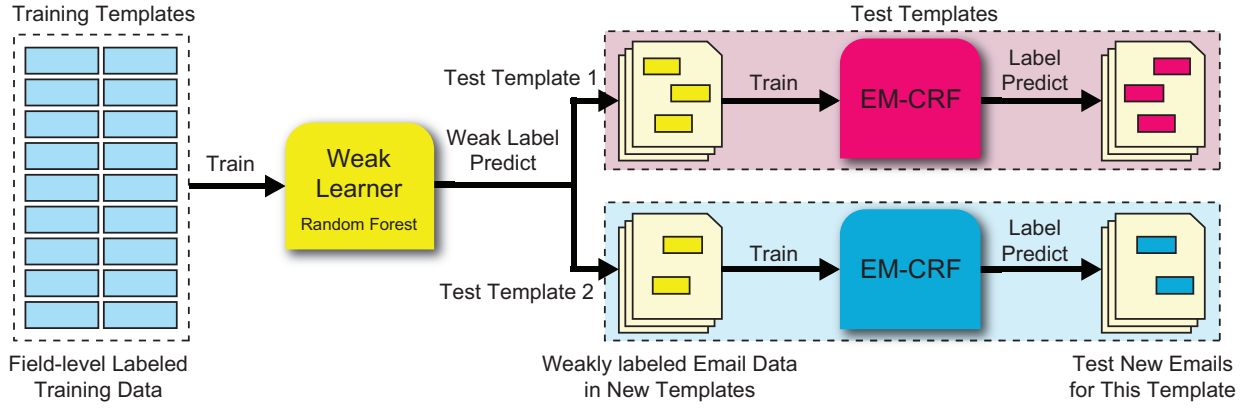 Training Templates
Test Templates
Test Template 1
Train
EM-CRF
Label
Predict
Train
Weak
Learner
Random Forest
Weak Label
Predict
Test Template 2
Train
EM-CRF
Label
Predict
Field-level Labeled
Training Data
Weakly labeled Email Data
in New Templates
Test New Emails
for This Template